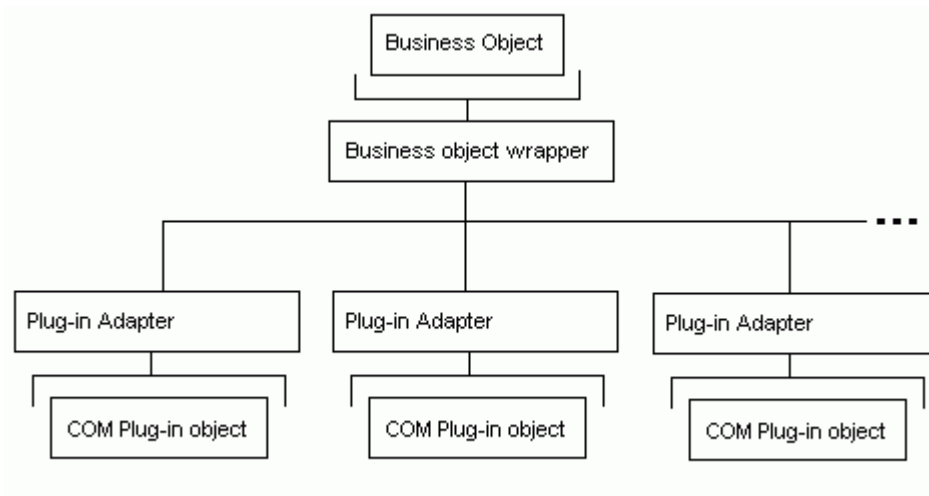 Business Object
Business object wrapper
...
Plug-in Adapter
Plug-in Adapter
Plug-in Adapter
COM Plug-in object
COM Plug-in object
COM Plug-in object